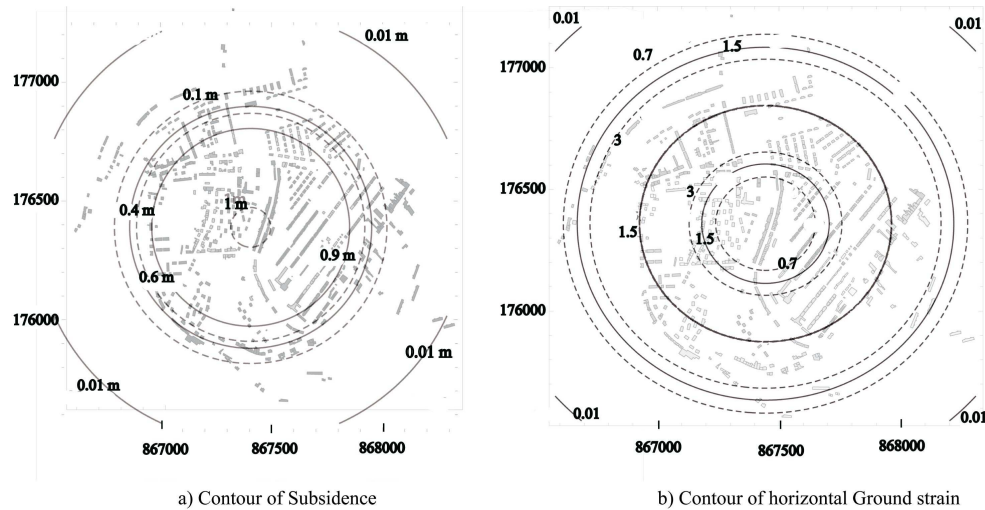 0.01 m
177000
0.1 m
176500
0.4 m
1 m
0.9 m
0.6 m
176000
0.01 m
0.01 m
867000
867500
868000
a) Contour of Subsidence
0.01
0.01
0.7
1.5
177000
3
3
176500
1.5
1.5
0.7
176000
0.01
0.01
867000
867500
868000
b) Contour of horizontal Ground strain